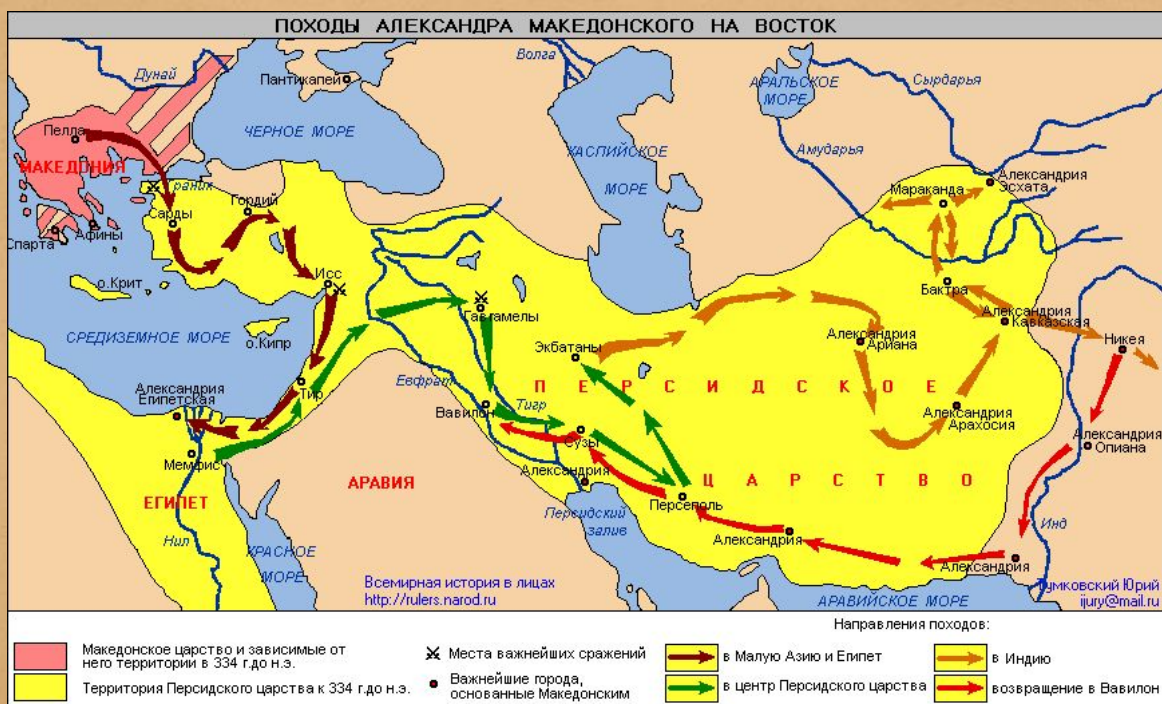 ПОХОДЫ АЛЕКСАНДРА МАКЕДОНСКОГО НА ВОСТОК
Дунай
Пантикапей
Волга
АРАЛЬСКОЕ
МОРЕ
Сырдарья
Пелла
ЧЕРНОЕ МОРЕ
КАСПИЙСКОЕ
МОРЕ
Амударья
МАКЕДОНИЯ
раник
Гордий
Сарды
Спарта
Афины
Александрия
Эсхата
Мараканда
о.Крит
Исс
Бактра
СРЕДИЗЕМНОЕ МОРЕ
о.Кипр
Гавгамелы
Александрия
Кавказская
Александрия
Ариана
Никея
Экбатаны
Александрия
Египетская
Тир
Евфрат
Тигр
Вавилон
ПЕРСИДСКОЕ
Александрия
Арахосия
Мемфис
Сузы
Александрия
Опиана
ЕГИПЕТ
АРАВИЯ
Александрия
Персеполь
ЦАРСТВО
Персидский
залив
Нил
КРАСНОЕ
МОРЕ
Александрия
Инд
Александрия
Всемирная история в лицах
http://rulers.narod.ru
АРАВИЙСКОЕ МОРЕ
Тумковский Юрий
ijury@mail.ru
Направления походов:
Македонское царство и зависимые от
него территории в 334 г.до н.э.
Территория Персидского царства к 334 г.до н.э.
Места важнейших сражений
Важнейшие города,
основанные Македонским
в Малую Азию и Египет
в центр Персидского царства
в Индию
возвращение в Вавилон